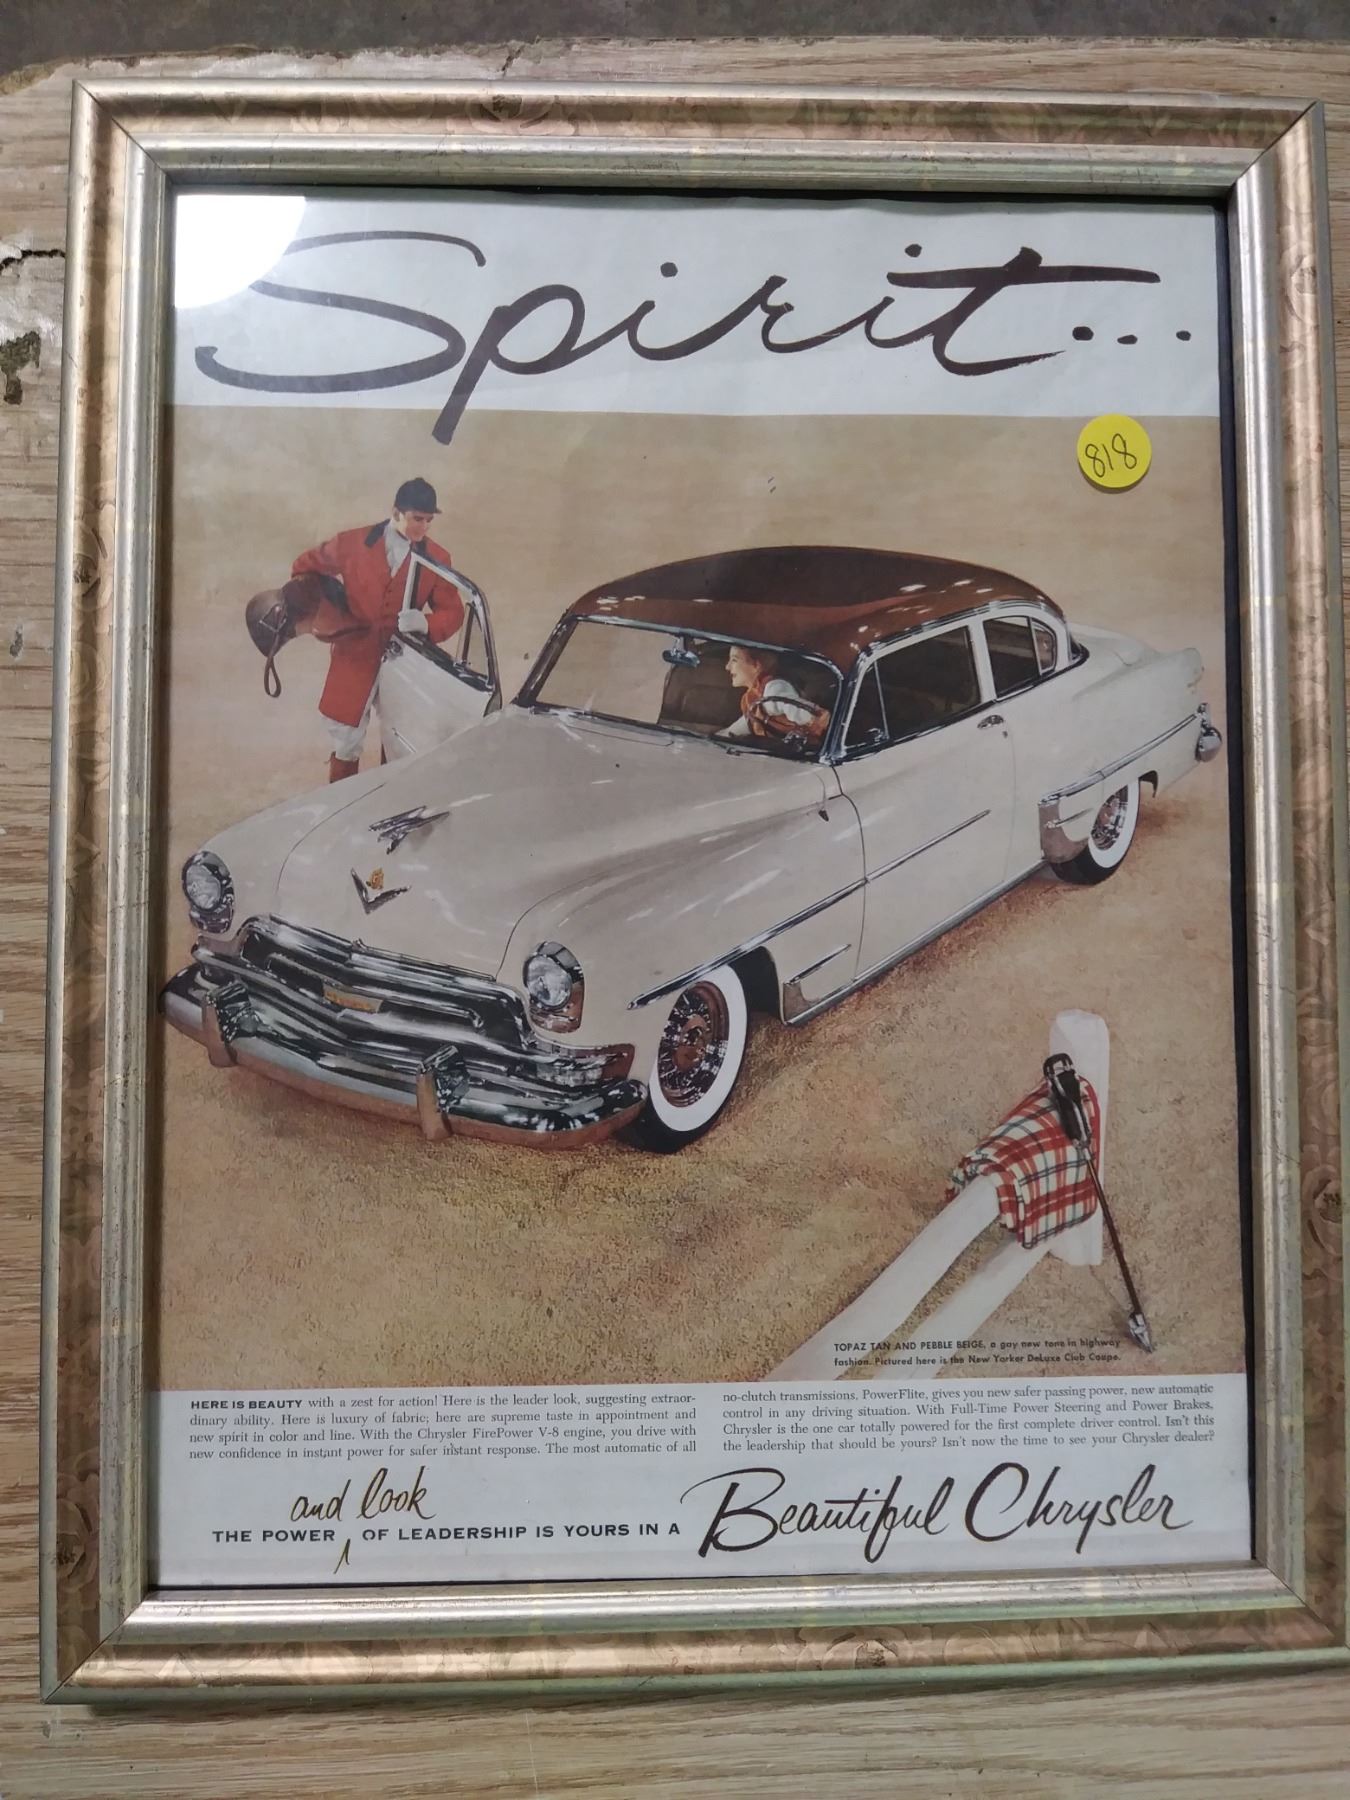 Spirit...
818
TOPAZ TAN AND PEBBLE BEIGE, a gay new tone in highway
fashion. Pictured here is the New Yorker DeLuxe Club Coupe.
HERE IS BEAUTY with a zest for action! Here is the leader look, suggesting extraor-
dinary ability. Here is luxury of fabric; here are supreme taste in appointment and
new spirit in color and line. With the Chrysler FirePower V-8 engine, you drive with
new confidence in instant power for safer instant response. The most automatic of all
no-clutch transmissions, PowerFlite, gives you new safer passing power, new automatic
control in any driving situation. With Full-Time Power Steering and Power Brakes,
Chrysler is the one car totally powered for the first complete driver control. Isn't this
the leadership that should be yours? Isn't now the time to see your Chrysler dealer?
and look
THE POWER OF LEADERSHIP IS YOURS IN A Beautiful Chrysler